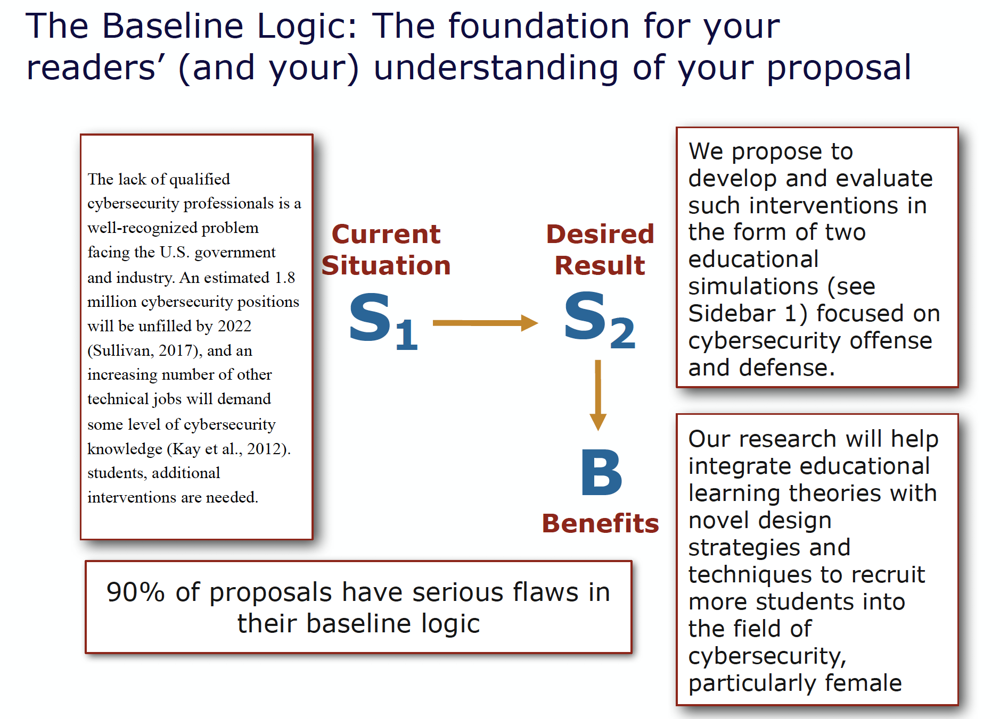 The Baseline Logic: The foundation for your
readers’ (and your) understanding of your proposal
The lack of qualified
cybersecurity professionals is a
well-recognized problem
facing the U.S. government
and industry. An estimated 1.8
million cybersecurity positions
will be unfilled by 2022
(Sullivan, 2017), and an
increasing number of other
technical jobs will demand
some level of cybersecurity
knowledge (Kay et al., 2012).
students, additional
interventions are needed.
Current
Situation
S1
Desired
Result
S2
B
Benefits
We propose to
develop and evaluate
such interventions in
the form of two
educational
simulations (see
Sidebar 1) focused on
cybersecurity offense
and defense.
Our research will help
integrate educational
learning theories with
novel design
strategies and
techniques to recruit
more students into
the field of
cybersecurity,
particularly female
90% of proposals have serious flaws in
their baseline logic